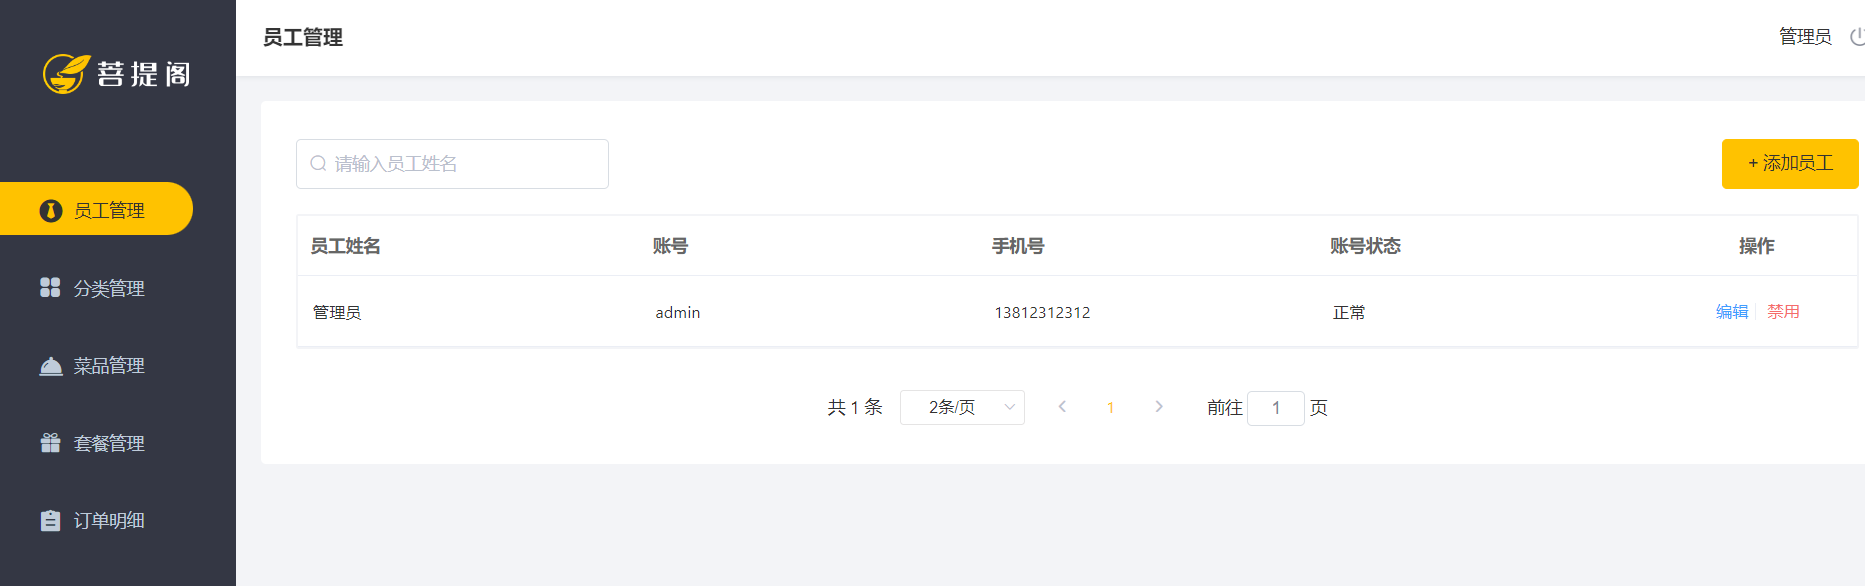 菩提阁
员工管理
分类管理
菜品管理
套餐管理
订单明细
员工管理
管理员
请输入员工姓名
+ 添加员工
员工姓名 账号 手机号 账号状态 操作
管理员 admin 13812312312 正常 编辑 禁用
共 1 条 2条/页 1 前往 1 页